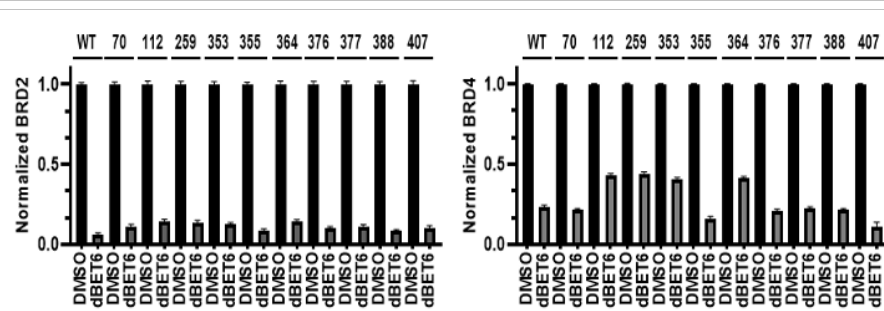 WT 70 112 259 353 355 364 376 377 388 407
Normalized BRD2
1.0
0.5
0.0
DMSO dBET6 DMSO dBET6 DMSO dBET6 DMSO dBET6 DMSO dBET6 DMSO dBET6 DMSO dBET6 DMSO dBET6 DMSO dBET6 DMSO dBET6 DMSO dBET6
WT 70 112 259 353 355 364 376 377 388 407
Normalized BRD4
1.0
0.5
0.0
DMSO dBET6 DMSO dBET6 DMSO dBET6 DMSO dBET6 DMSO dBET6 DMSO dBET6 DMSO dBET6 DMSO dBET6 DMSO dBET6 DMSO dBET6 DMSO dBET6